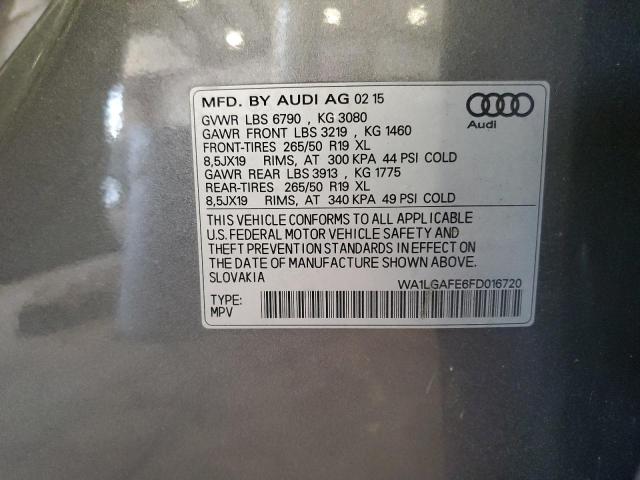 MFD. BY AUDI AG 02 15
GVWR LBS 6790 , KG 3080
GAWR FRONT LBS 3219 , KG 1460
FRONT-TIRES 265/50 R19 XL
8,5JX19 RIMS, AT 300 KPA 44 PSI COLD
GAWR REAR LBS 3913 , KG 1775
REAR-TIRES 265/50 R19 XL
8,5JX19 RIMS, AT 340 KPA 49 PSI COLD
Audi
THIS VEHICLE CONFORMS TO ALL APPLICABLE
U.S. FEDERAL MOTOR VEHICLE SAFETY AND
THEFT PREVENTION STANDARDS IN EFFECT ON
THE DATE OF MANUFACTURE SHOWN ABOVE.
SLOVAKIA
WA1LGAFE6FD016720
TYPE:
MPV